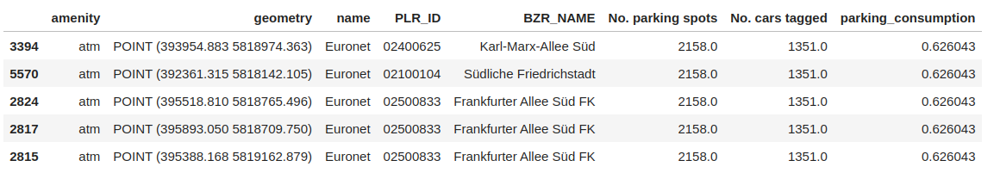 amenity geometry name PLR_ID BZR_NAME No. parking spots No. cars tagged parking_consumption
3394 atm POINT (393954.883 5818974.363) Euronet 02400625 Karl-Marx-Allee Süd 2158.0 1351.0 0.626043
5570 atm POINT (392361.315 5818142.105) Euronet 02100104 Südliche Friedrichstadt 2158.0 1351.0 0.626043
2824 atm POINT (395518.810 5818765.496) Euronet 02500833 Frankfurter Allee Süd FK 2158.0 1351.0 0.626043
2817 atm POINT (395893.050 5818709.750) Euronet 02500833 Frankfurter Allee Süd FK 2158.0 1351.0 0.626043
2815 atm POINT (395388.168 5819162.879) Euronet 02500833 Frankfurter Allee Süd FK 2158.0 1351.0 0.626043